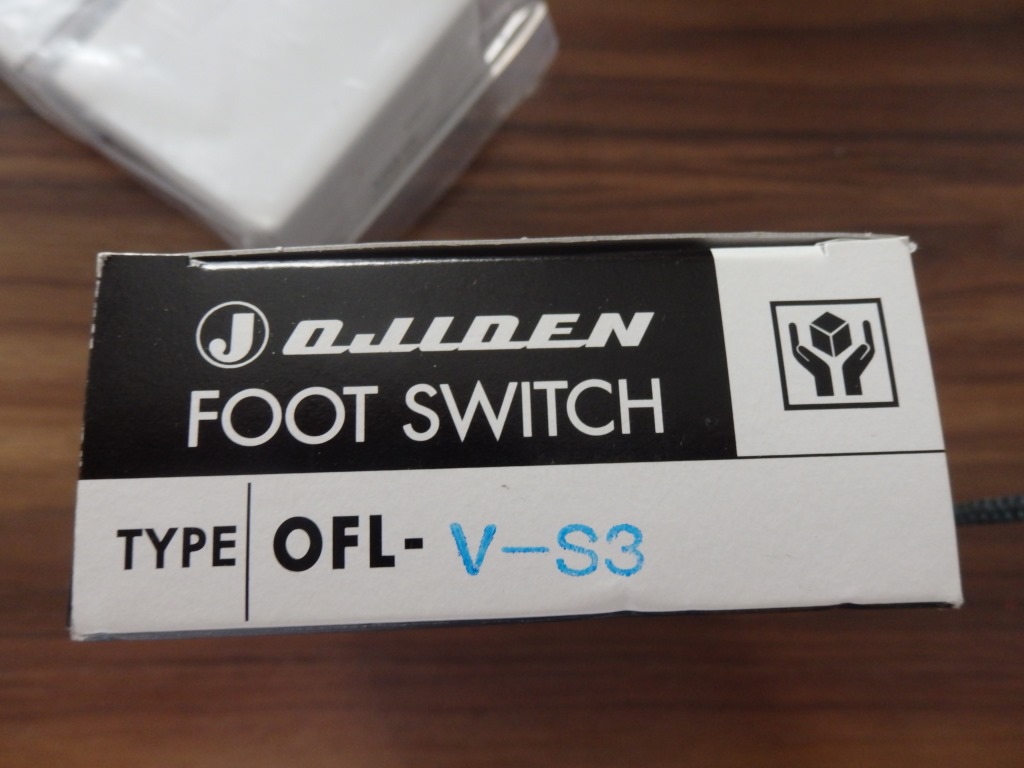 J OJIDEN
FOOT SWITCH
TYPE OFL- V-S3